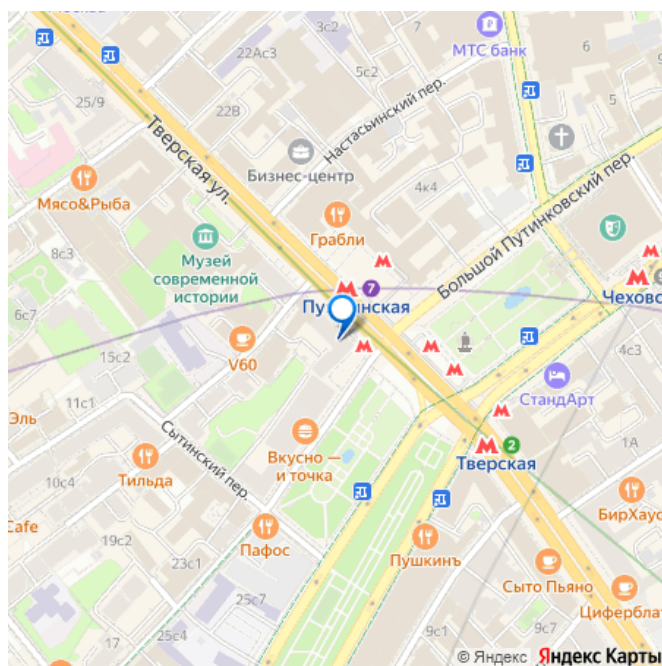 3с2
6
МТС банк
7
22Ас3
5с2
5
25/9
22В
Настасьинский пер.
Тверская ул.
Бизнес-центр
4к4
Мясо&Рыба
Грабли
Большой Путинковский пер.
8с3
Музей
современной
истории
7
Чехово
15с2
V60
4с3
11с1
СтандАрт
Эль
Сытинский пер.
Вкусно —
и точка
2
Тверская
1А
10с4
Тильда
БирХаус
Cafe
19с2
Пафос
Пушкинъ
23с1
Сыто Пьяно
Циферблат
25с7
17
25с4
9с1
9с7
© Яндекс Яндекс Карты